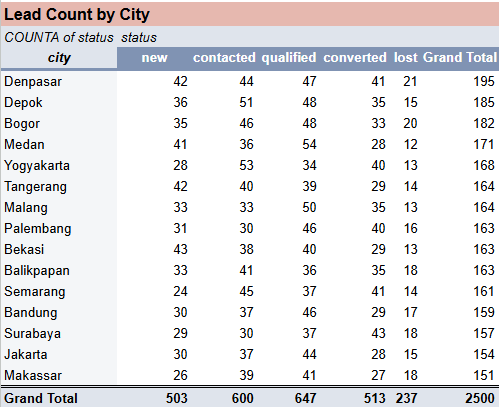 Lead Count by City
COUNTA of status status
city new contacted qualified converted lost Grand Total
Denpasar 42 44 47 41 21 195
Depok 36 51 48 35 15 185
Bogor 35 46 48 33 20 182
Medan 41 36 54 28 12 171
Yogyakarta 28 53 34 40 13 168
Tangerang 42 40 39 29 14 164
Malang 33 33 50 35 13 164
Palembang 31 30 46 40 16 163
Bekasi 43 38 40 29 13 163
Balikpapan 33 41 36 35 18 163
Semarang 24 45 37 41 14 161
Bandung 30 37 46 29 17 159
Surabaya 29 30 37 43 18 157
Jakarta 30 37 44 28 15 154
Makassar 26 39 41 27 18 151
Grand Total 503 600 647 513 237 2500